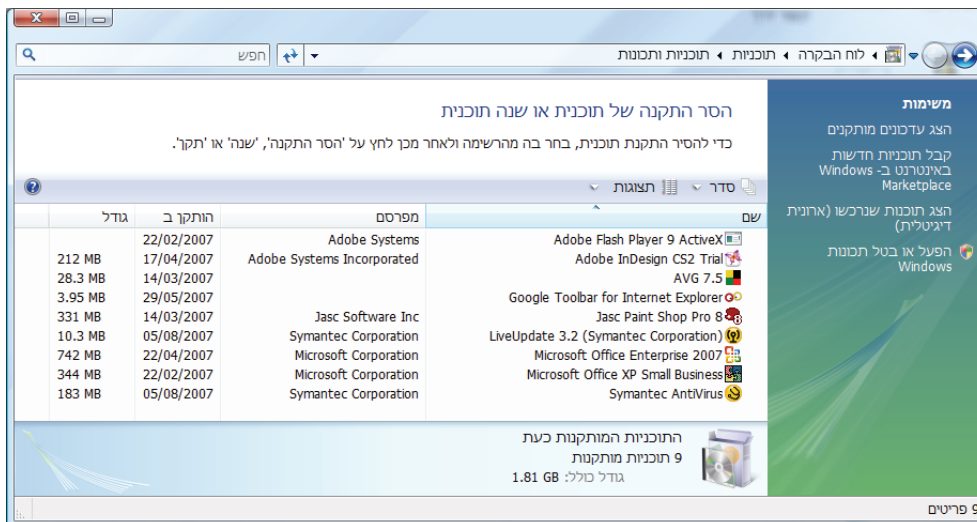 לוח הבקרה תוכניות תוכניות ותכונות
חפש
משימות
הצג עדכונים מותקנים
קבל תוכניות חדשות
באינטרנט ב- Windows
Marketplace
הצג תוכנות שנרכשו (ארונית
דיגיטלית)
הפעל או בטל תכונות
Windows
הסר התקנה של תוכנית או שנה תוכנית
כדי להסיר התקנת תוכנית, בחר בה מהרשימה ולאחר מכן לחץ על 'הסר התקנה', 'שנה' או 'תקן'.
סדר תצוגות
שם מפרסם הותקן ב גודל
Adobe Flash Player 9 ActiveX Adobe Systems 22/02/2007
Adobe InDesign CS2 Trial Adobe Systems Incorporated 17/04/2007 212 MB
AVG 7.5 14/03/2007 28.3 MB
Google Toolbar for Internet Explorer 29/05/2007 3.95 MB
Jasc Paint Shop Pro 8 Jasc Software Inc 14/03/2007 331 MB
LiveUpdate 3.2 (Symantec Corporation) Symantec Corporation 05/08/2007 10.3 MB
Microsoft Office Enterprise 2007 Microsoft Corporation 22/04/2007 742 MB
Microsoft Office XP Small Business Microsoft Corporation 22/02/2007 344 MB
Symantec AntiVirus Symantec Corporation 05/08/2007 183 MB
התוכניות המותקנות כעת
9 תוכניות מותקנות
גודל כולל: 1.81 GB
9 פריטים